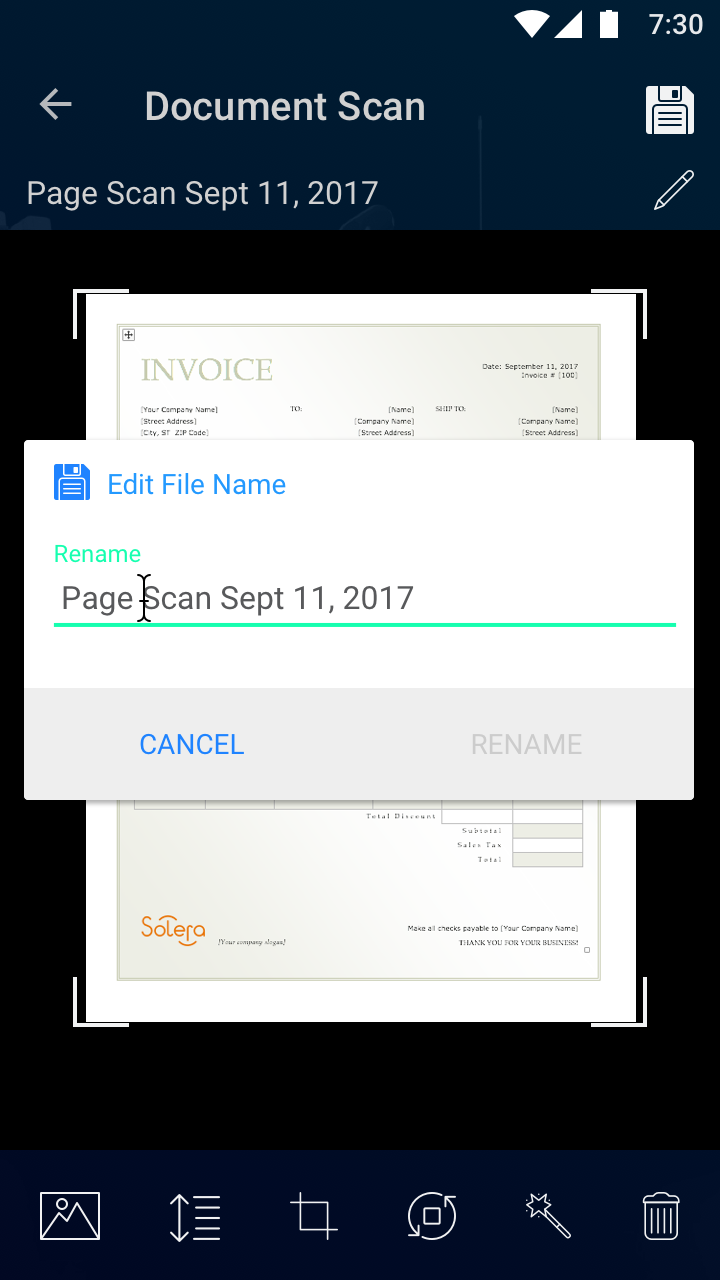 7:30
Document Scan
Page Scan Sept 11, 2017
INVOICE
Date: September 11, 2017
Invoice # [100]
[Your Company Name] TO: [Name] SHIP TO: [Name]
[Street Address] [Company Name] [Company Name]
[City, ST ZIP Code] [Street Address] [Street Address]
Edit File Name
Rename
Page Scan Sept 11, 2017
CANCEL RENAME
Total Discount
Subtotal
Sales Tax
Total
Solera
[Your company slogan]
Make all checks payable to [Your Company Name]
THANK YOU FOR YOUR BUSINESS!